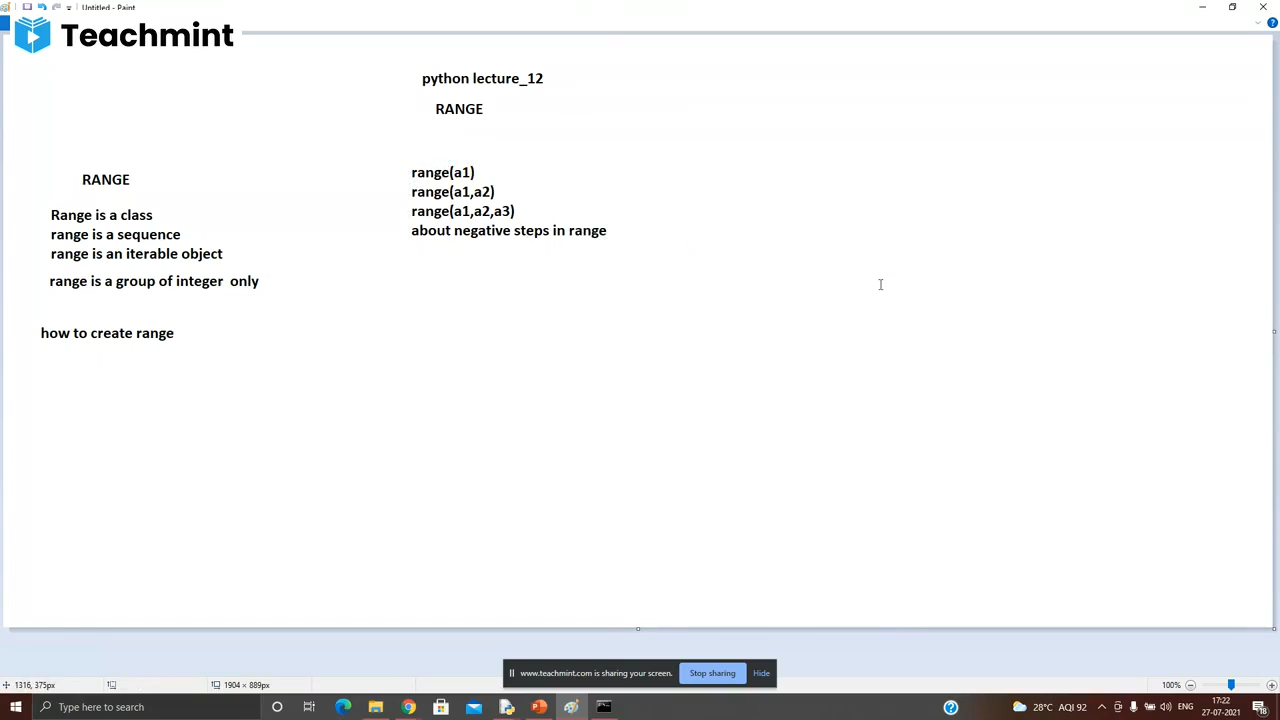 Untitled - Paint
Teachmint
python lecture_12
RANGE
RANGE
Range is a class
range is a sequence
range is an iterable object
range is a group of integer only
how to create range
range(a1)
range(a1,a2)
range(a1,a2,a3)
about negative steps in range
www.teachmint.com is sharing your screen.
Stop sharing
Hide
1316, 375px
1904 × 889px
100%
Type here to search
28°C AQI 92
ENG
17:22
27-07-2021
18